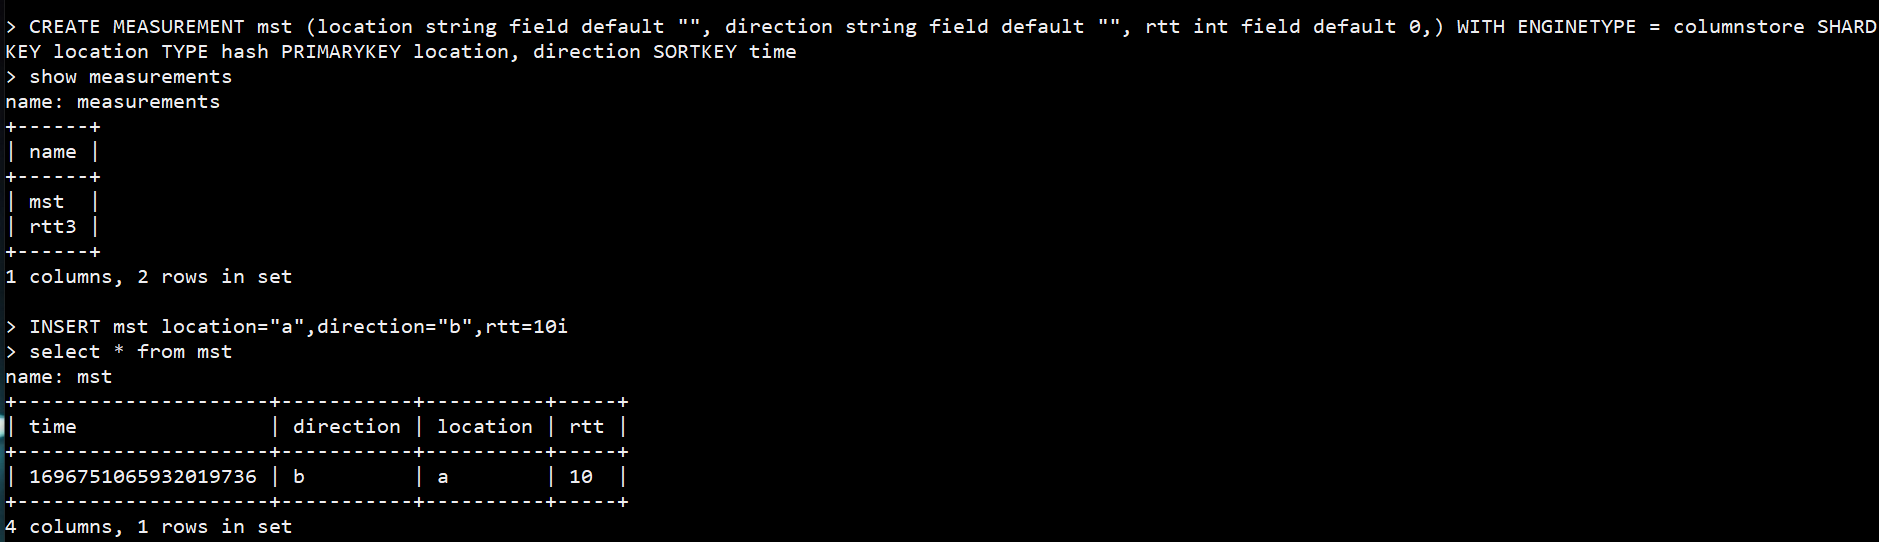 > CREATE MEASUREMENT mst (location string field default "", direction string field default "", rtt int field default 0,) WITH ENGINETYPE = columnstore SHARD
KEY location TYPE hash PRIMARYKEY location, direction SORTKEY time
> show measurements
name: measurements
+------+
| name |
+------+
| mst  |
| rtt3 |
+------+
1 columns, 2 rows in set

> INSERT mst location="a",direction="b",rtt=10i
> select * from mst
name: mst
+---------------------+-----------+----------+-----+
| time                | direction | location | rtt |
+---------------------+-----------+----------+-----+
| 1696751065932019736 | b         | a        | 10  |
+---------------------+-----------+----------+-----+
4 columns, 1 rows in set